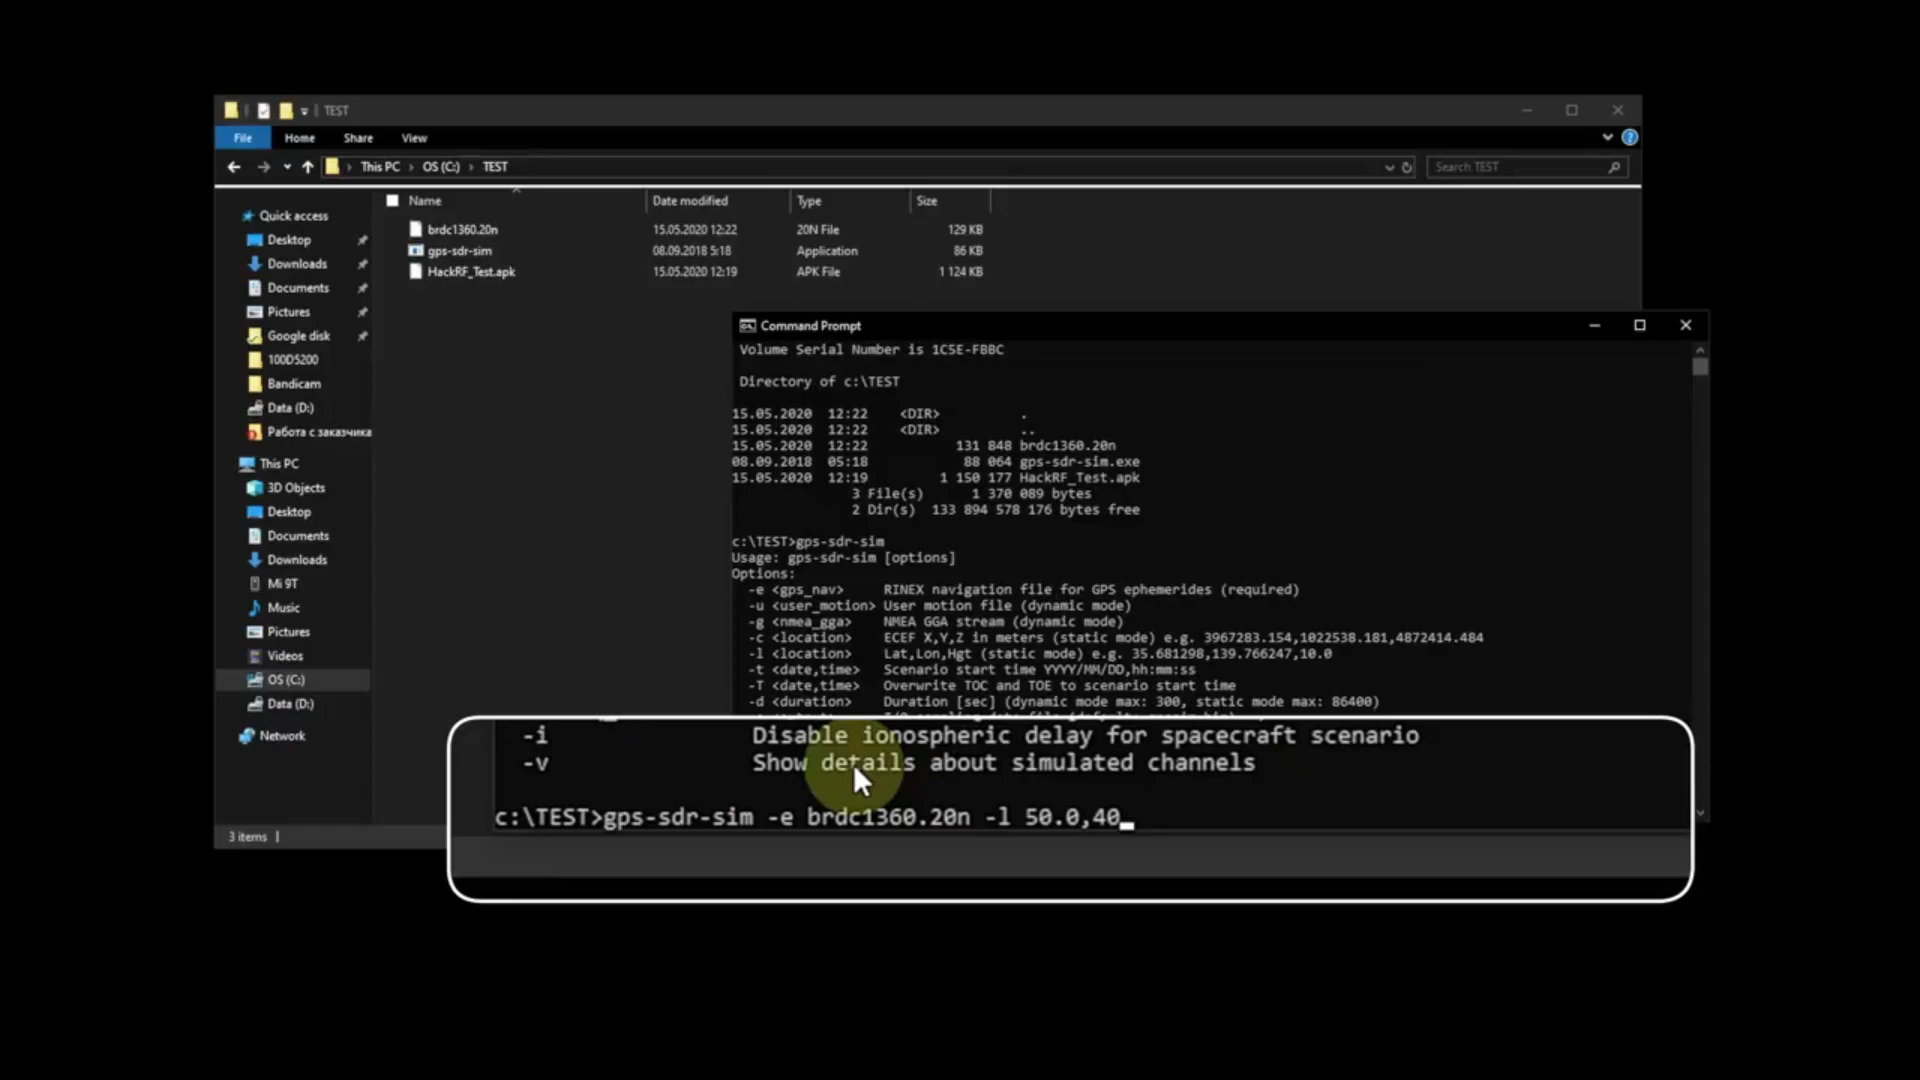 TEST
File Home Share View
This PC › OS (C:) › TEST
Search TEST
Name Date modified Type Size
brdc1360.20n 15.05.2020 12:22 20N File 129 KB
gps-sdr-sim 08.09.2018 5:18 Application 86 KB
HackRF_Test.apk 15.05.2020 12:19 APK File 1 124 KB
Quick access
Desktop
Downloads
Documents
Pictures
Google disk
100D5200
Bandicam
Data (D:)
Работа с заказчика
This PC
3D Objects
Desktop
Documents
Downloads
Mi 9T
Music
Pictures
Videos
OS (C:)
Data (D:)
Network
3 items
Command Prompt
Volume Serial Number is 1C5E-FBBC
Directory of c:\TEST
15.05.2020 12:22 <DIR> .
15.05.2020 12:22 <DIR> ..
15.05.2020 12:22 131 848 brdc1360.20n
08.09.2018 05:18 88 064 gps-sdr-sim.exe
15.05.2020 12:19 1 150 177 HackRF_Test.apk
3 File(s) 1 370 089 bytes
2 Dir(s) 133 894 578 176 bytes free
c:\TEST>gps-sdr-sim
Usage: gps-sdr-sim [options]
Options:
-e <gps_nav> RINEX navigation file for GPS ephemerides (required)
-u <user_motion> User motion file (dynamic mode)
-g <nmea_gga> NMEA GGA stream (dynamic mode)
-c <location> ECEF X,Y,Z in meters (static mode) e.g. 3967283.154,1022538.181,4872414.484
-l <location> Lat,Lon,Hgt (static mode) e.g. 35.681298,139.766247,10.0
-t <date,time> Scenario start time YYYY/MM/DD,hh:mm:ss
-T <date,time> Overwrite TOC and TOE to scenario start time
-d <duration> Duration [sec] (dynamic mode max: 300, static mode max: 86400)
-i Disable ionospheric delay for spacecraft scenario
-v Show details about simulated channels
c:\TEST>gps-sdr-sim -e brdc1360.20n -l 50.0,40_